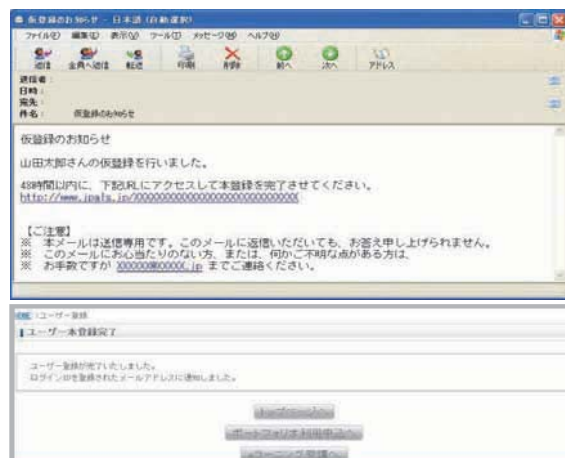 仮登録のお知らせ - 日本語 (自動選択)
ファイル(F) 編集(E) 表示(V) ツール(T) メッセージ(M) ヘルプ(H)
返信 全員へ返信 転送 印刷 削除 前へ 次へ アドレス
送信者:
日時:
宛先:
件名: 仮登録のお知らせ
仮登録のお知らせ
山田太郎さんの仮登録を行いました。
48時間以内に、下記URLにアクセスして本登録を完了させてください。
【ご注意】
※ 本メールは送信専用です。このメールに返信いただいても、お答え申し上げられません。
※ このメールにお心当たりのない方、または、何かご不明な点がある方は、
※ お手数ですが までご連絡ください。
ユーザー登録
ユーザー本登録完了
ユーザー登録が完了いたしました。
ログインIDを登録されたメールアドレスに通知しました。
トップページへ
ポートフォリオ利用申込へ
eラーニング受講へ